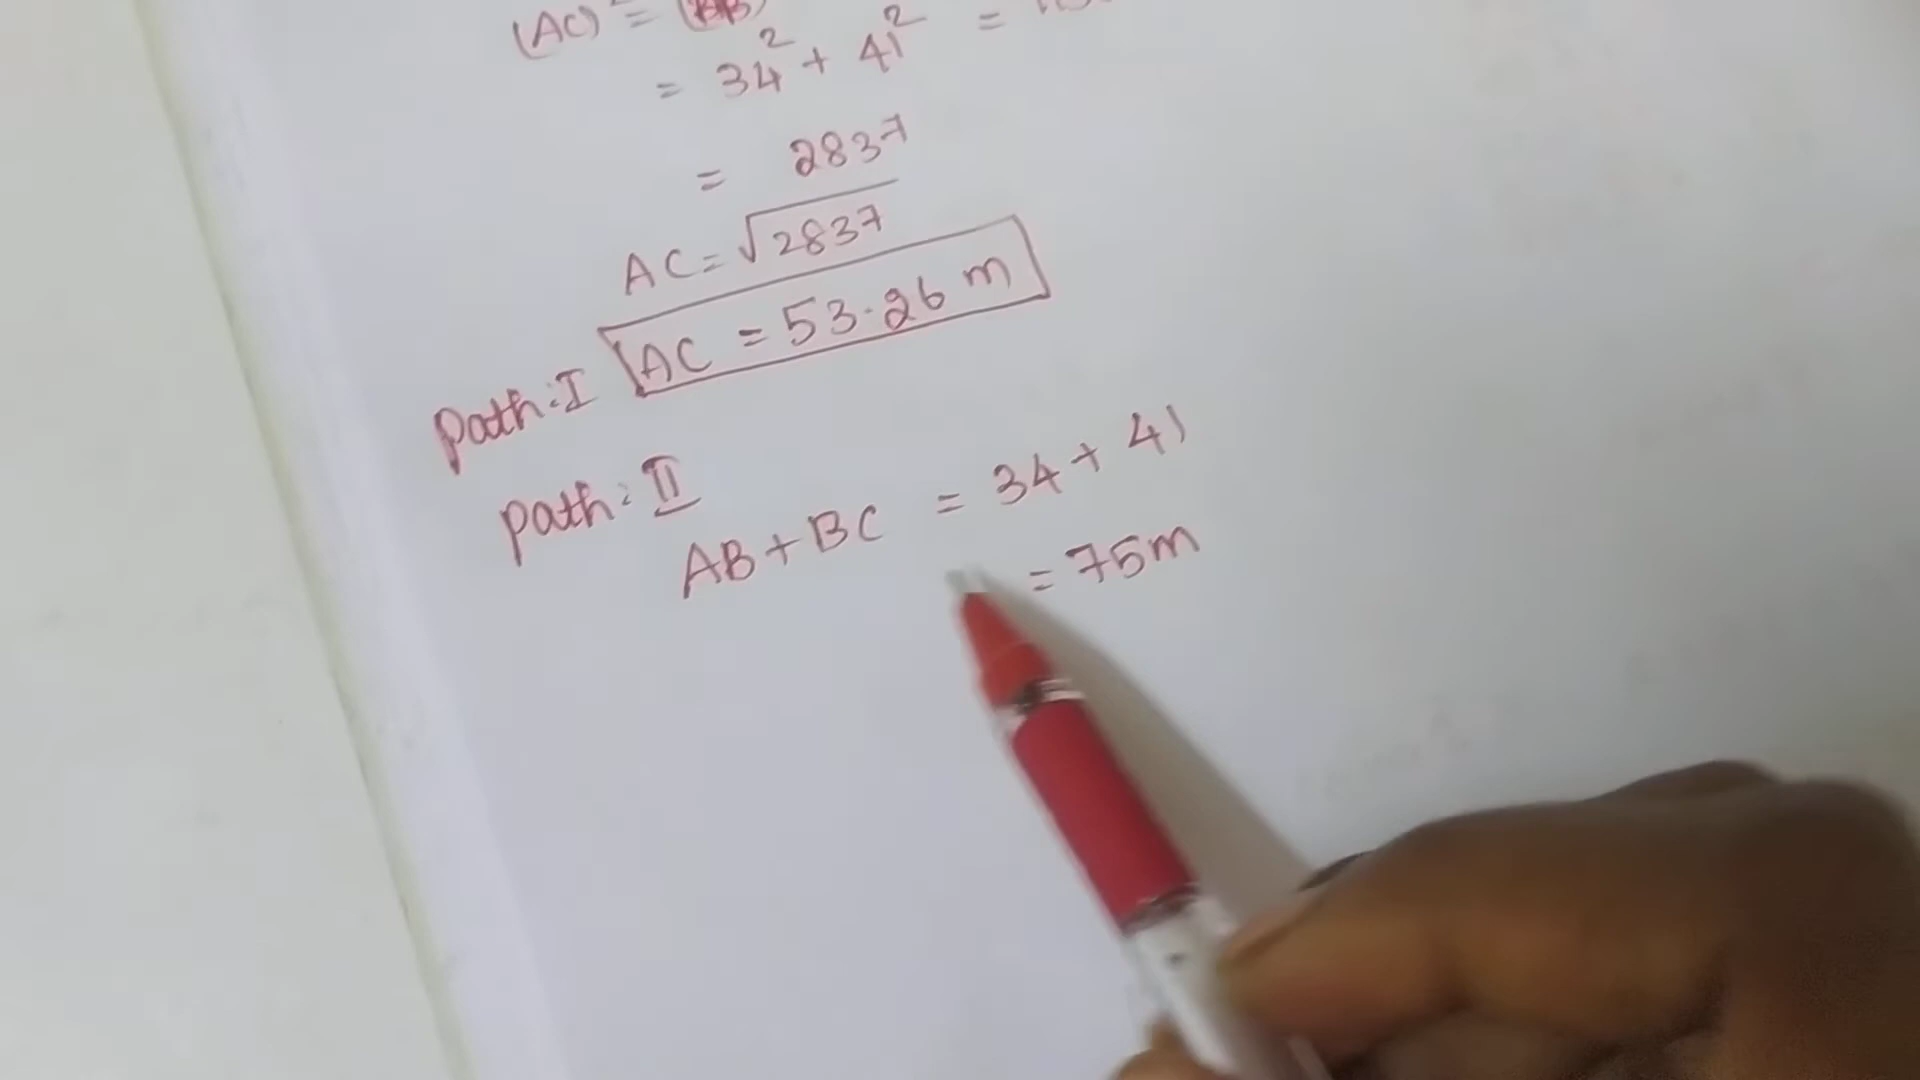 (AC)² =
= 34² + 41² =
= 2837
AC = √2837
AC = 53.26 m
Path: I
Path: II
AB + BC = 34 + 41
= 75m